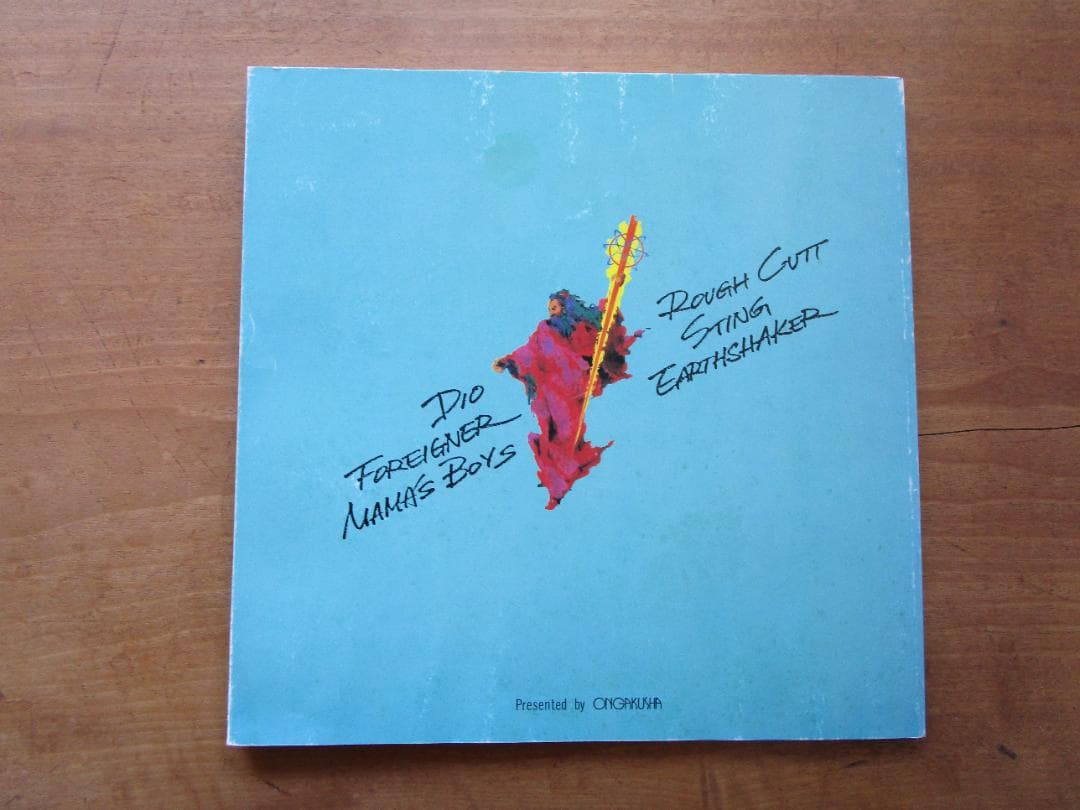 Dio
Foreigner
Mama's Boys
Rough Cutt
Sting
Earthshaker
Presented by ONGAKUSHA